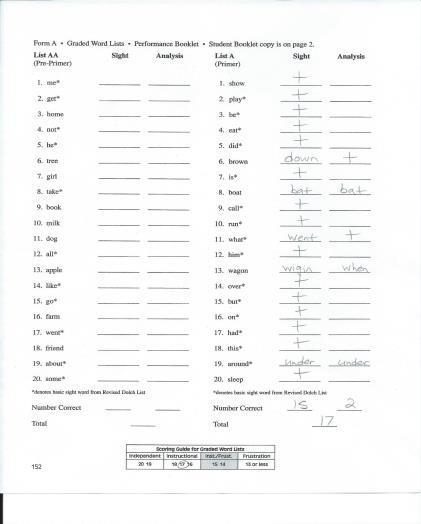 Form A • Graded Word Lists • Performance Booklet • Student Booklet copy is on page 2.
List AA Sight Analysis List A Sight Analysis
(Pre-Primer) (Primer)
1. me* 1. show +
2. get* 2. play* +
3. home 3. be* +
4. not* 4. eat* +
5. he* 5. did* +
6. tree 6. brown down +
7. girl 7. is* +
8. take* 8. boat bat bat
9. book 9. call* +
10. milk 10. run* +
11. dog 11. what* went +
12. all* 12. him* +
13. apple 13. wagon wigin when
14. like* 14. over* +
15. go* 15. but* +
16. farm 16. on* +
17. went* 17. had* +
18. friend 18. this* +
19. about* 19. around* under under
20. some* 20. sleep +
*denotes basic sight word from Revised Dolch List *denotes basic sight word from Revised Dolch List
Number Correct Number Correct 15 2
Total Total 17
Scoring Guide for Graded Word Lists
Independent Instructional Inst./Frust. Frustration
20 19 18 17 16 15 14 13 or less
152